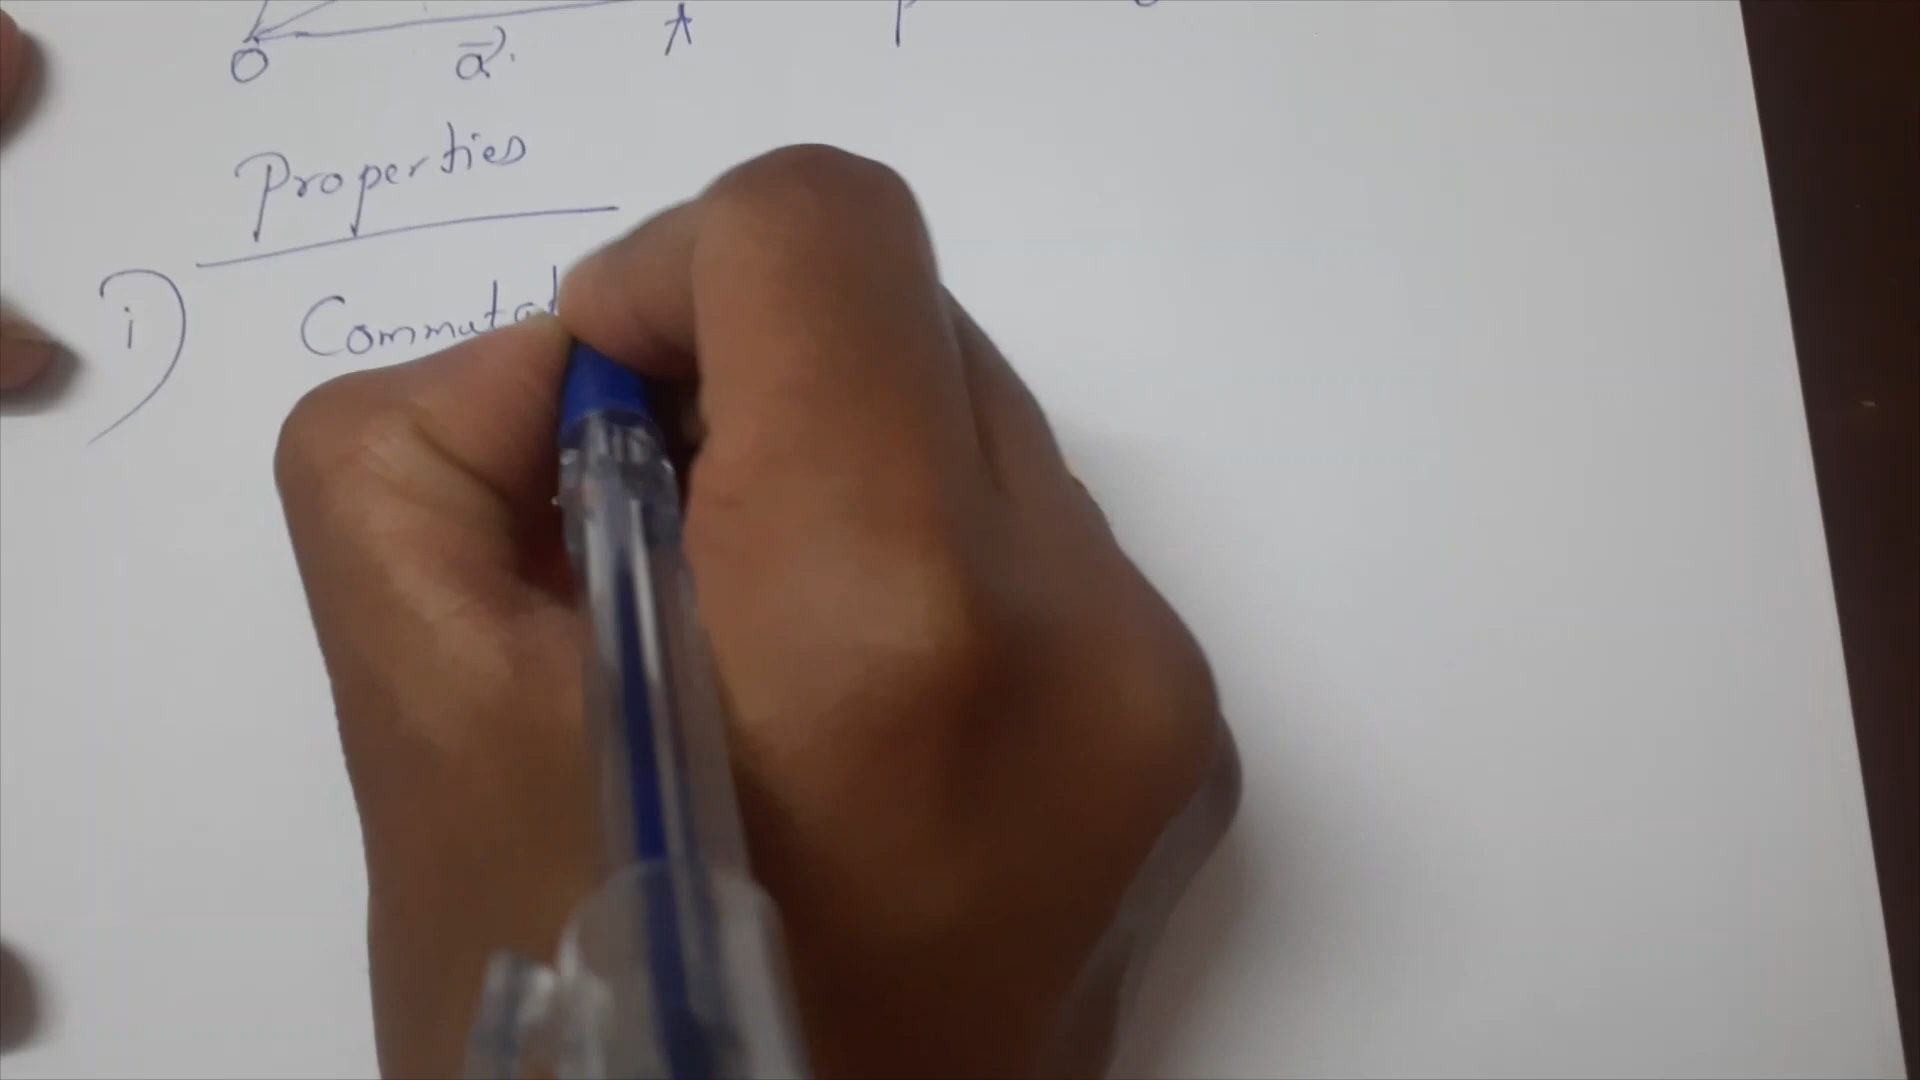 O a⃗ A
Properties
i) Commutat